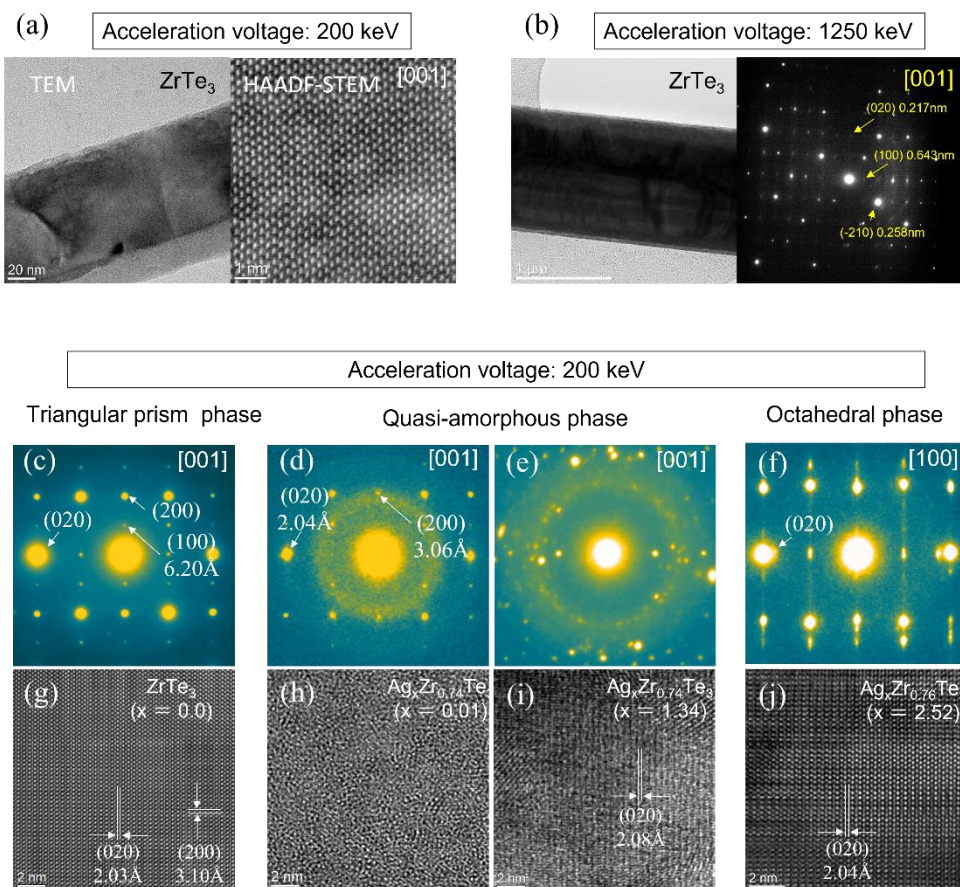 (a)
Acceleration voltage: 200 keV
TEM
ZrTe3
20 nm
HAADF-STEM
[001]
1 nm
(b)
Acceleration voltage: 1250 keV
ZrTe3
1 μm
[001]
(020) 0.217nm
(100) 0.643nm
(-210) 0.258nm
Acceleration voltage: 200 keV
Triangular prism phase
Quasi-amorphous phase
Octahedral phase
(c)
[001]
(020)
(200)
(100)
6.20Å
(d)
[001]
(020)
2.04Å
(200)
3.06Å
(e)
[001]
(f)
[100]
(020)
(g)
ZrTe3
(x = 0.0)
(020)
2.03Å
(200)
3.10Å
2 nm
(h)
AgxZr0.74Te
(x = 0.01)
2 nm
(i)
AgxZr0.74Te3
(x = 1.34)
(020)
2.08Å
2 nm
(j)
AgxZr0.76Te
(x = 2.52)
(020)
2.04Å
2 nm